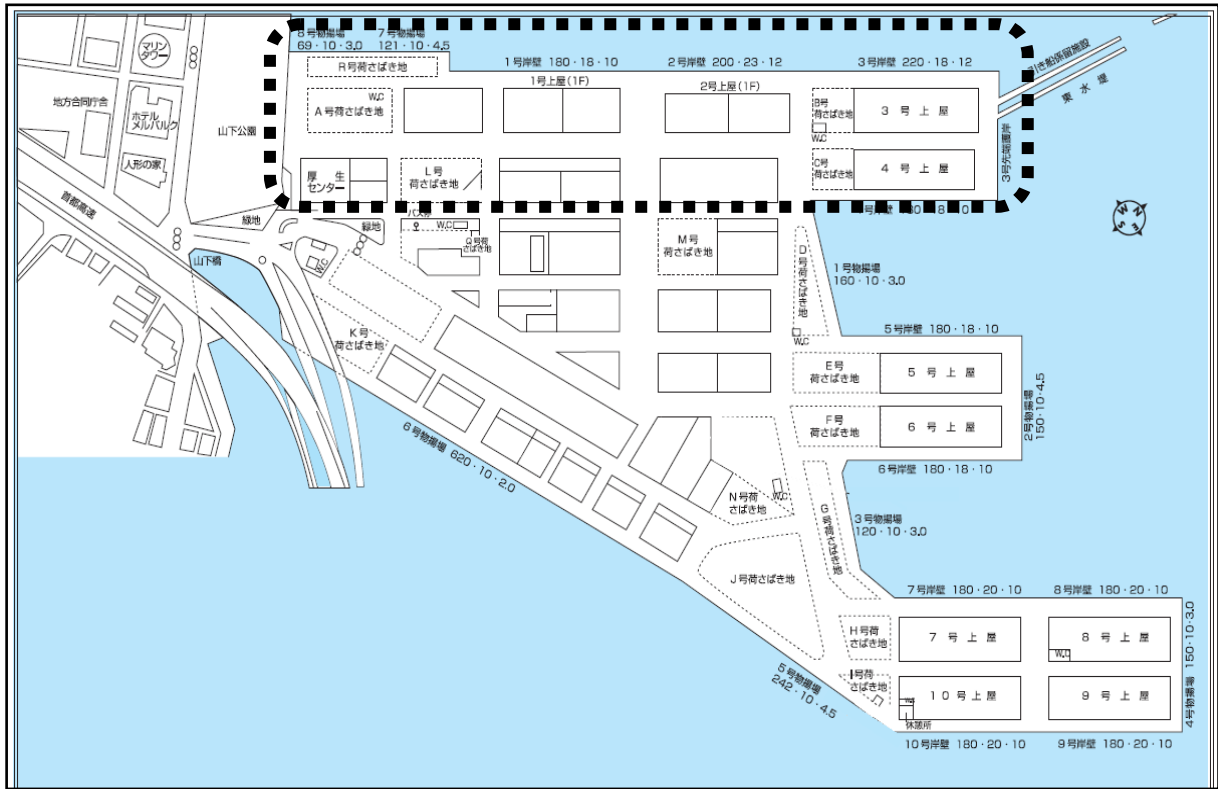 8号物揚場
69・10・3.0
7号物揚場
121・10・4.5
R号荷さばき地
1号岸壁 180・18・10
2号岸壁 200・23・12
3号岸壁 220・18・12
引き船係留施設
東水堤
マリン
タワー
地方合同庁舎
ホテル
メルパルク
人形の家
山下公園
W.C
A号荷さばき地
1号上屋(1F)
2号上屋(1F)
B号
荷さばき地
W.C
3号上屋
C号
荷さばき地
4号上屋
3号先端護岸
厚生
センター
L号
荷さばき地
4号岸壁 180・18・10
首都高速
緑地
緑地
バス停
W.C
Q号荷
さばき地
山下橋
W.C
M号
荷さばき地
D号荷さばき地
W.C
1号物揚場
160・10・3.0
K号
荷さばき地
5号岸壁 180・18・10
E号
荷さばき地
5号上屋
F号
荷さばき地
6号上屋
2号物揚場
150・10・4.5
6号岸壁 180・18・10
6号物揚場 620・10・2.0
N号荷
さばき地
W.C
G号荷さばき地
3号物揚場
120・10・3.0
J号荷さばき地
7号岸壁 180・20・10
8号岸壁 180・20・10
H号荷
さばき地
7号上屋
8号上屋
W.C
I号荷
さばき地
W.C
休憩所
10号上屋
9号上屋
4号物揚場 150・10・3.0
5号物揚場
242・10・4.5
10号岸壁 180・20・10
9号岸壁 180・20・10
N
E
S
W